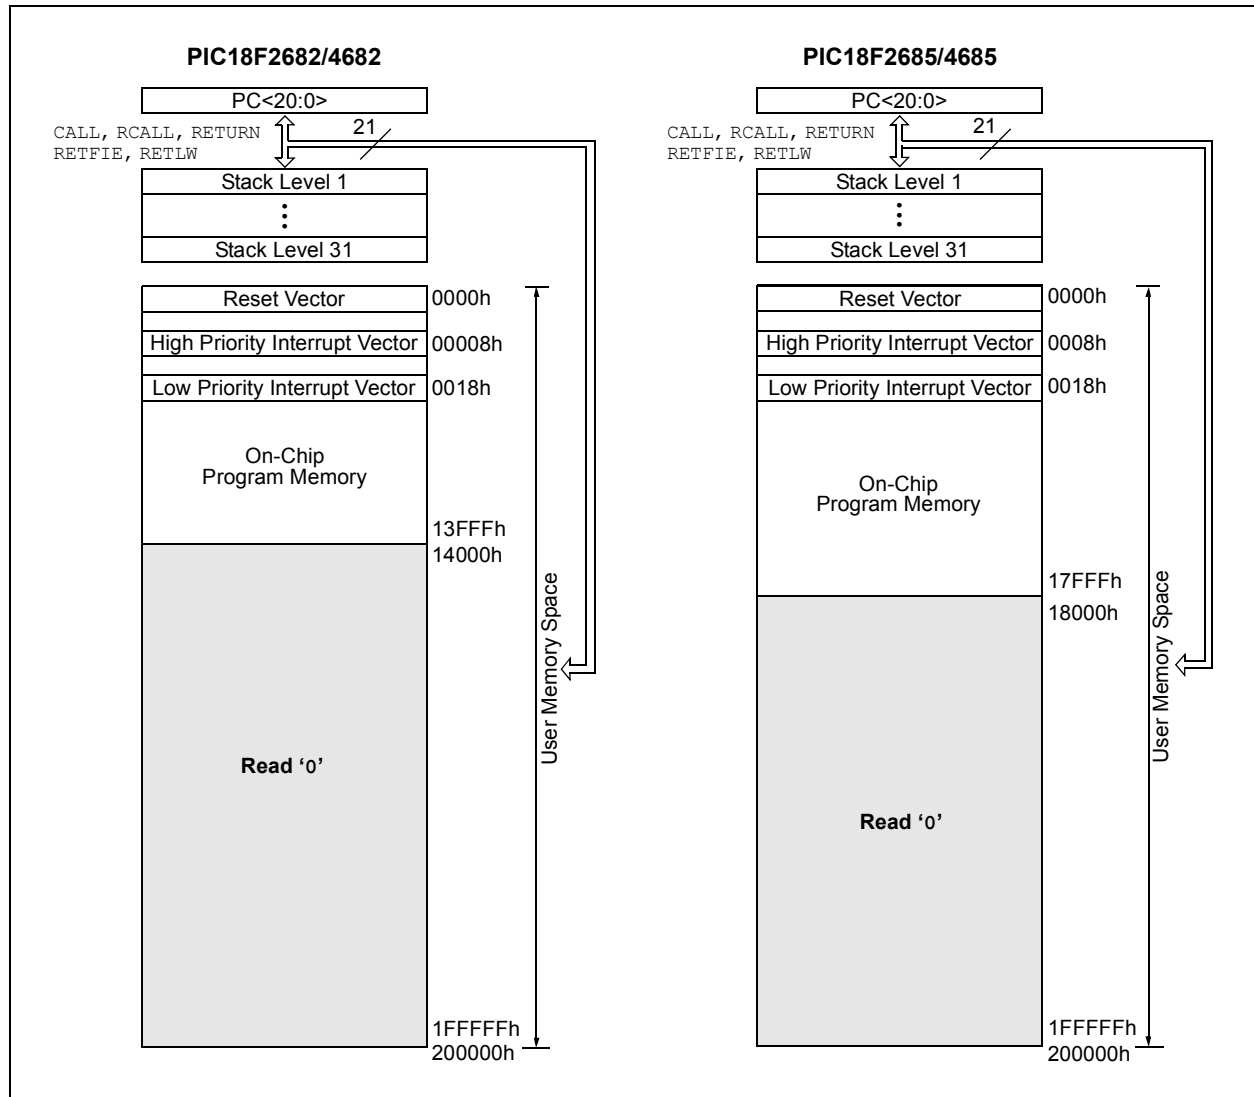 PIC18F2682/4682
PC<20:0>
CALL, RCALL, RETURN
RETFIE, RETLW
21
Stack Level 1
Stack Level 31
Reset Vector
0000h
High Priority Interrupt Vector
00008h
Low Priority Interrupt Vector
0018h
On-Chip
Program Memory
13FFFh
14000h
User Memory Space
Read ‘0’
1FFFFFh
200000h
PIC18F2685/4685
PC<20:0>
CALL, RCALL, RETURN
RETFIE, RETLW
21
Stack Level 1
Stack Level 31
Reset Vector
0000h
High Priority Interrupt Vector
0008h
Low Priority Interrupt Vector
0018h
On-Chip
Program Memory
17FFFh
18000h
User Memory Space
Read ‘0’
1FFFFFh
200000h